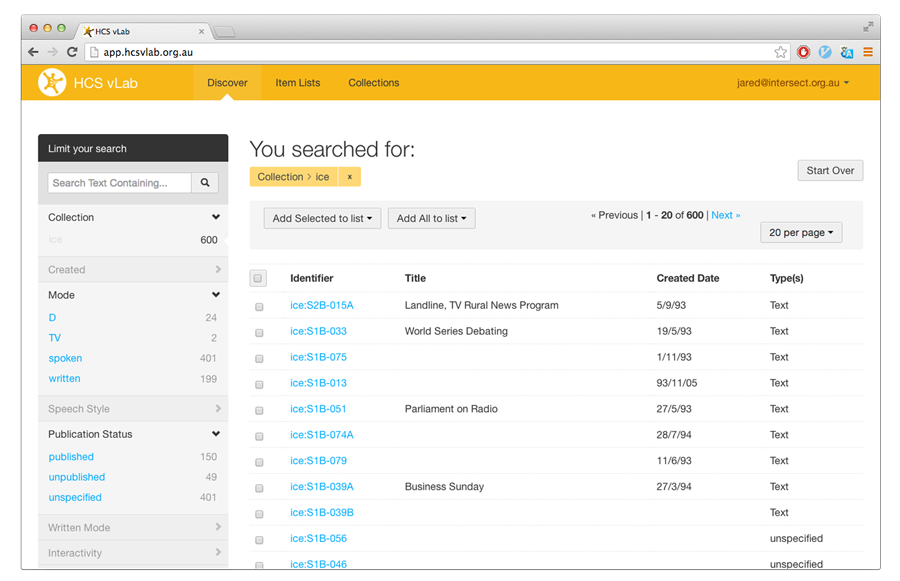 HCS vLab
app.hcsvlab.org.au
HCS vLab Discover Item Lists Collections jared@intersect.org.au
Limit your search
Search Text Containing...
Collection
ice 600
Created
Mode
D 24
TV 2
spoken 401
written 199
Speech Style
Publication Status
published 150
unpublished 49
unspecified 401
Written Mode
Interactivity
You searched for:
Collection > ice x
Start Over
Add Selected to list Add All to list
« Previous | 1 - 20 of 600 | Next »
20 per page
Identifier Title Created Date Type(s)
ice:S2B-015A Landline, TV Rural News Program 5/9/93 Text
ice:S1B-033 World Series Debating 19/5/93 Text
ice:S1B-075 1/11/93 Text
ice:S1B-013 93/11/05 Text
ice:S1B-051 Parliament on Radio 27/5/93 Text
ice:S1B-074A 28/7/94 Text
ice:S1B-079 11/6/93 Text
ice:S1B-039A Business Sunday 27/3/94 Text
ice:S1B-039B Text
ice:S1B-056 unspecified
ice:S1B-046 unspecified